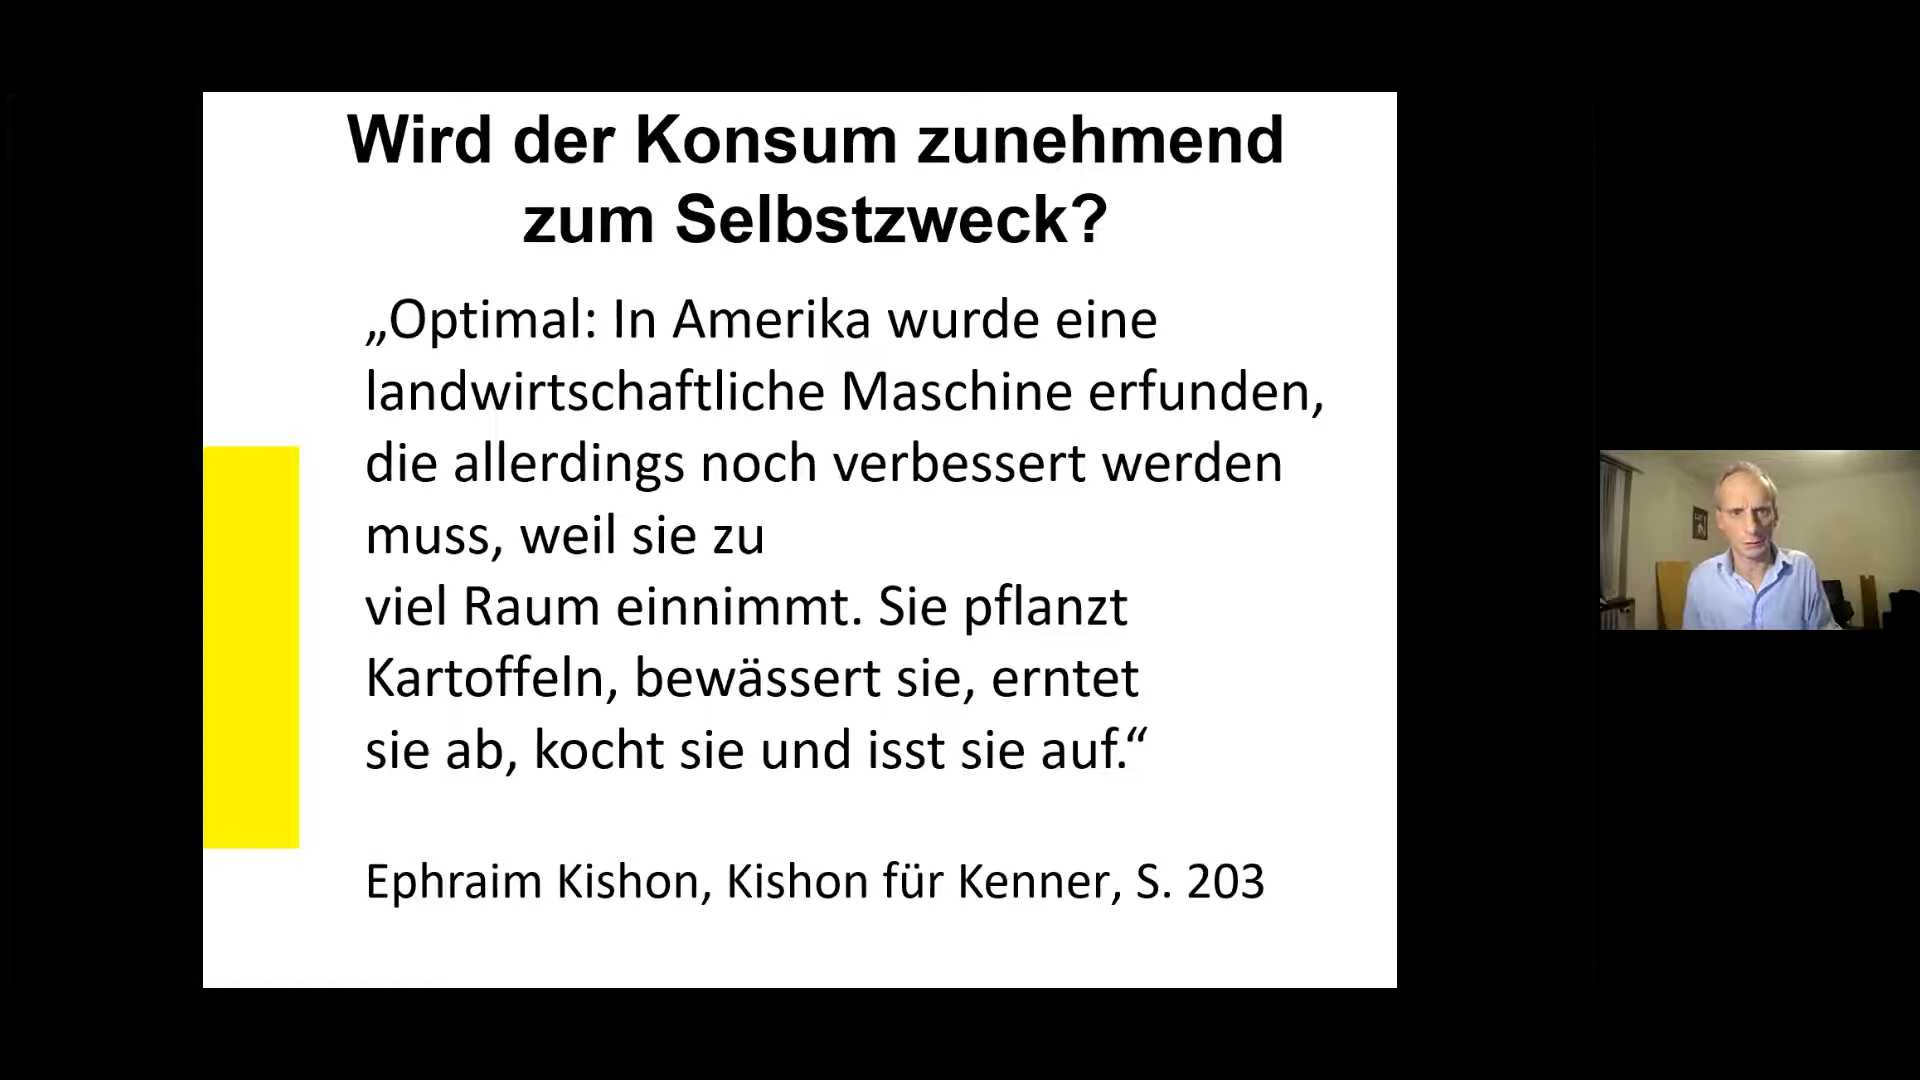 Wird der Konsum zunehmend
zum Selbstzweck?
„Optimal: In Amerika wurde eine
landwirtschaftliche Maschine erfunden,
die allerdings noch verbessert werden
muss, weil sie zu
viel Raum einnimmt. Sie pflanzt
Kartoffeln, bewässert sie, erntet
sie ab, kocht sie und isst sie auf.“
Ephraim Kishon, Kishon für Kenner, S. 203